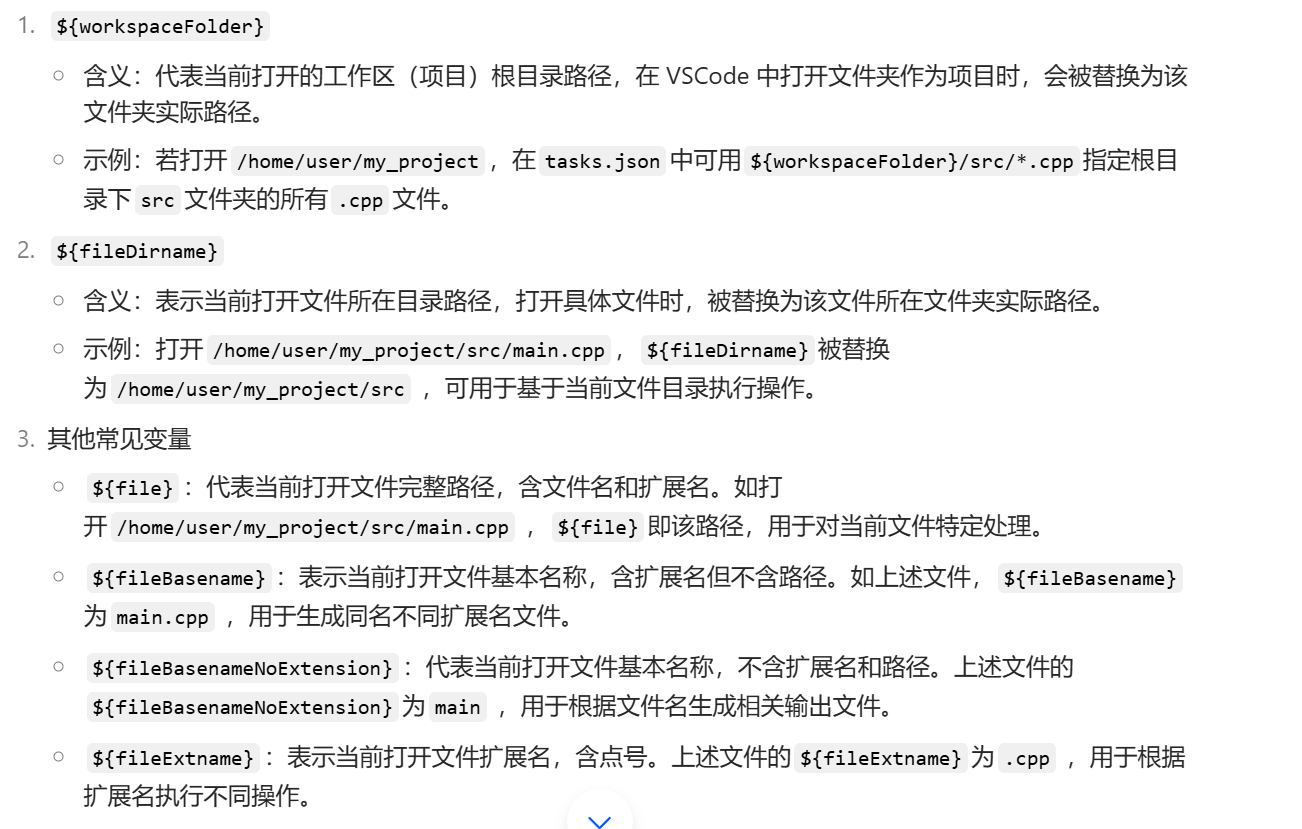 1. ${workspaceFolder}
含义：代表当前打开的工作区（项目）根目录路径，在 VSCode 中打开文件夹作为项目时，会被替换为该
文件夹实际路径。
示例：若打开 /home/user/my_project ，在 tasks.json 中可用 ${workspaceFolder}/src/*.cpp 指定根目
录下 src 文件夹的所有 .cpp 文件。
2. ${fileDirname}
含义：表示当前打开文件所在目录路径，打开具体文件时，被替换为该文件所在文件夹实际路径。
示例：打开 /home/user/my_project/src/main.cpp ， ${fileDirname} 被替换
为 /home/user/my_project/src ，可用于基于当前文件目录执行操作。
3. 其他常见变量
${file} ：代表当前打开文件完整路径，含文件名和扩展名。如打
开 /home/user/my_project/src/main.cpp ， ${file} 即该路径，用于对当前文件特定处理。
${fileBasename} ：表示当前打开文件基本名称，含扩展名但不含路径。如上述文件， ${fileBasename}
为 main.cpp ，用于生成同名不同扩展名文件。
${fileBasenameNoExtension} ：代表当前打开文件基本名称，不含扩展名和路径。上述文件的
${fileBasenameNoExtension} 为 main ，用于根据文件名生成相关输出文件。
${fileExtname} ：表示当前打开文件扩展名，含点号。上述文件的 ${fileExtname} 为 .cpp ，用于根据
扩展名执行不同操作。